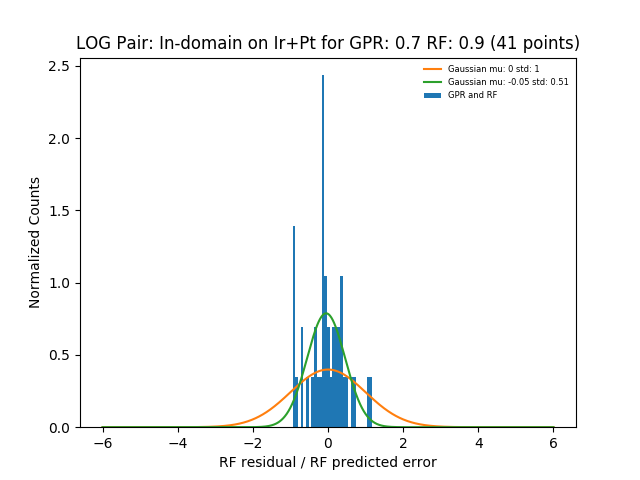 LOG Pair: In-domain on Ir+Pt for GPR: 0.7 RF: 0.9 (41 points)
Gaussian mu: 0 std: 1
Gaussian mu: -0.05 std: 0.51
GPR and RF
Normalized Counts
2.5
2.0
1.5
1.0
0.5
0.0
−6 −4 −2 0 2 4 6
RF residual / RF predicted error